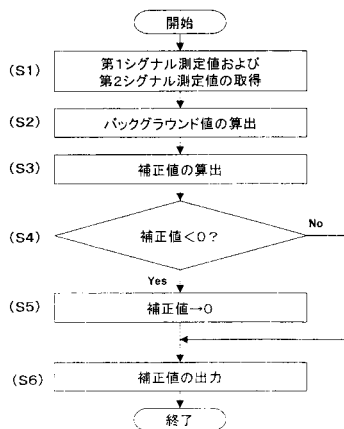 開始
(S1)
第1シグナル測定値および
第2シグナル測定値の取得
(S2)
バックグラウンド値の算出
(S3)
補正値の算出
(S4)
補正値<0?
No
Yes
(S5)
補正値→0
(S6)
補正値の出力
終了